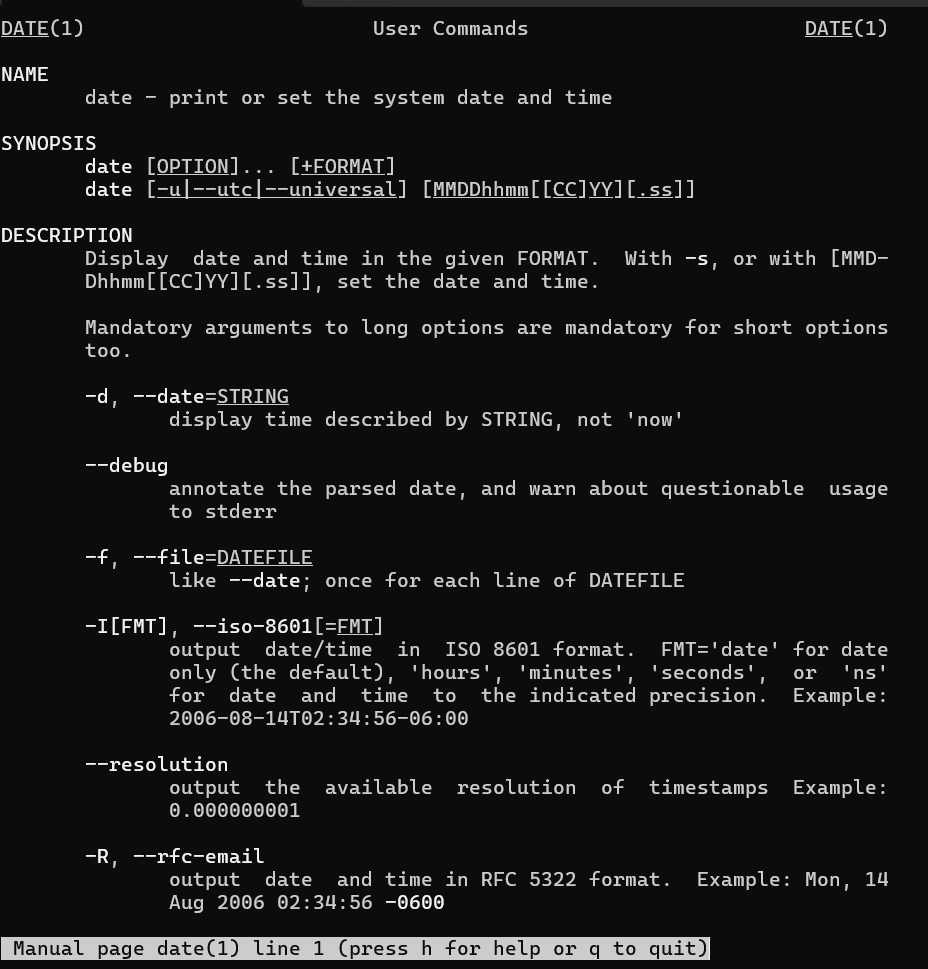 DATE(1) User Commands DATE(1)
NAME
date - print or set the system date and time
SYNOPSIS
date [OPTION]... [+FORMAT]
date [-u|--utc|--universal] [MMDDhhmm[[CC]YY][.ss]]
DESCRIPTION
Display  date and time in the given FORMAT.  With -s, or with [MMD-
Dhhmm[[CC]YY][.ss]], set the date and time.
Mandatory arguments to long options are mandatory for short options
too.
-d, --date=STRING
display time described by STRING, not 'now'
--debug
annotate the parsed date, and warn about questionable  usage
to stderr
-f, --file=DATEFILE
like --date; once for each line of DATEFILE
-I[FMT], --iso-8601[=FMT]
output  date/time  in  ISO 8601 format.  FMT='date' for date
only (the default), 'hours', 'minutes', 'seconds',  or  'ns'
for  date  and  time  to  the indicated precision.  Example:
2006-08-14T02:34:56-06:00
--resolution
output  the  available  resolution  of  timestamps  Example:
0.000000001
-R, --rfc-email
output  date  and time in RFC 5322 format.  Example: Mon, 14
Aug 2006 02:34:56 -0600
Manual page date(1) line 1 (press h for help or q to quit)